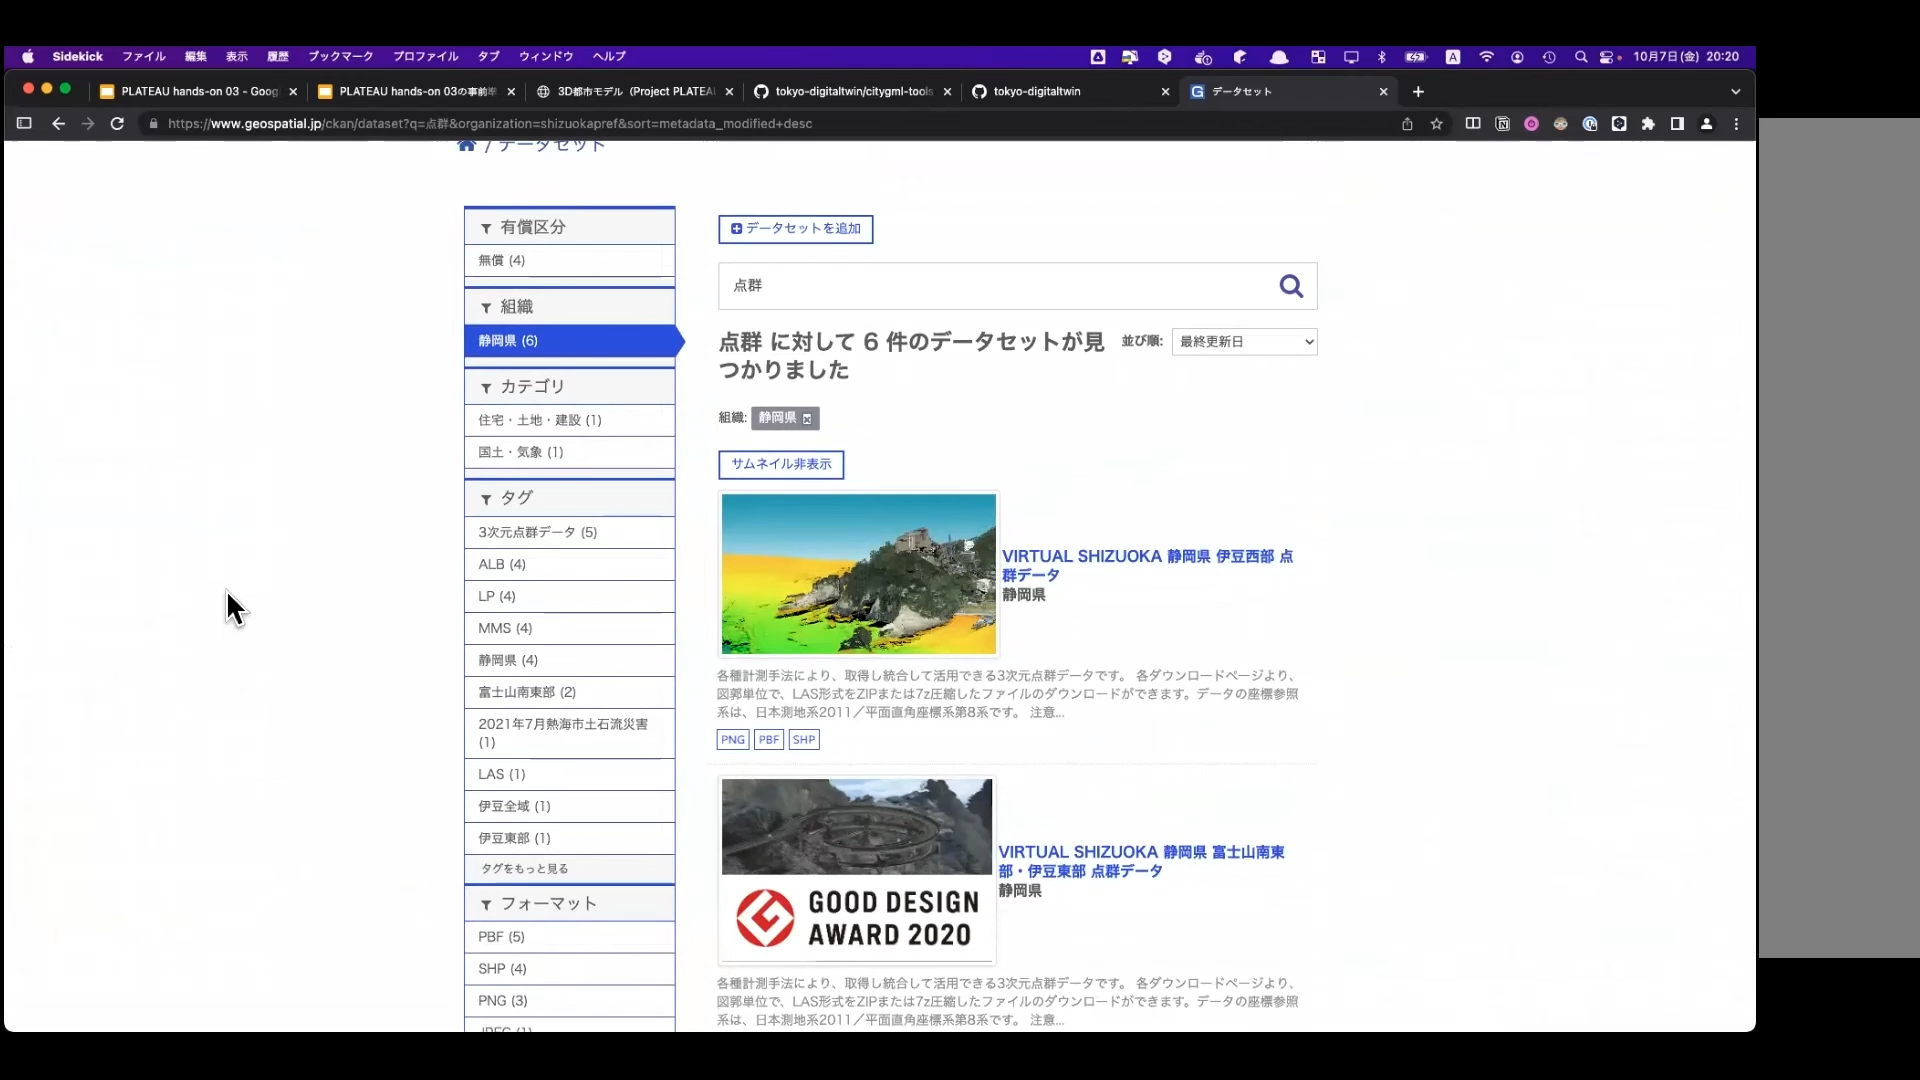 Sidekick ファイル 編集 表示 履歴 ブックマーク プロファイル タブ ウィンドウ ヘルプ A 10月7日(金) 20:20
PLATEAU hands-on 03 - Goog
PLATEAU hands-on 03の事前準
3D都市モデル（Project PLATEAU
tokyo-digitaltwin/citygml-tools
tokyo-digitaltwin
データセット
https://www.geospatial.jp/ckan/dataset?q=点群&organization=shizuokapref&sort=metadata_modified+desc
/ データセット
有償区分
無償 (4)
組織
静岡県 (6)
カテゴリ
住宅・土地・建設 (1)
国土・気象 (1)
タグ
3次元点群データ (5)
ALB (4)
LP (4)
MMS (4)
静岡県 (4)
富士山南東部 (2)
2021年7月熱海市土石流災害
(1)
LAS (1)
伊豆全域 (1)
伊豆東部 (1)
タグをもっと見る
フォーマット
PBF (5)
SHP (4)
PNG (3)
JPEG (1)
データセットを追加
点群
点群 に対して 6 件のデータセットが見
つかりました
並び順: 最終更新日
組織: 静岡県
サムネイル非表示
VIRTUAL SHIZUOKA 静岡県 伊豆西部 点
群データ
静岡県
各種計測手法により、取得し統合して活用できる3次元点群データです。 各ダウンロードページより、
図郭単位で、LAS形式をZIPまたは7z圧縮したファイルのダウンロードができます。データの座標参照
系は、日本測地系2011／平面直角座標系第8系です。 注意...
PNG PBF SHP
GOOD DESIGN
AWARD 2020
VIRTUAL SHIZUOKA 静岡県 富士山南東
部・伊豆東部 点群データ
静岡県
各種計測手法により、取得し統合して活用できる3次元点群データです。 各ダウンロードページより、
図郭単位で、LAS形式をZIPまたは7z圧縮したファイルのダウンロードができます。データの座標参照
系は、日本測地系2011／平面直角座標系第8系です。 注意...